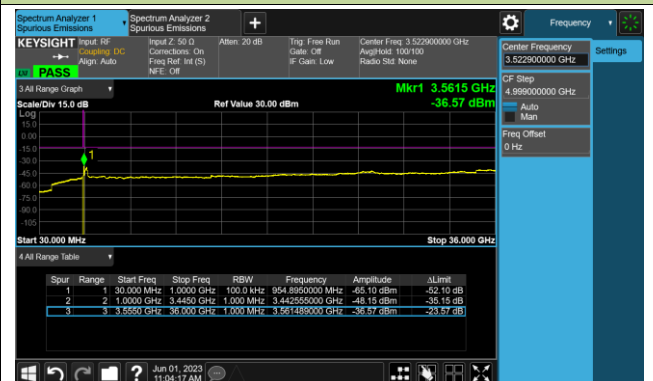 Spectrum Analyzer 1
Spurious Emissions
Spectrum Analyzer 2
Spurious Emissions
+
Frequency
KEYSIGHT
Input: RF
Coupling: DC
Align: Auto
Input Z: 50 Ω
Corrections: On
Freq Ref: Int (S)
NFE: Off
Atten: 20 dB
Trig: Free Run
Gate: Off
IF Gain: Low
Center Freq: 3.522900000 GHz
Avg|Hold: 100/100
Radio Std: None
LXI
PASS
Center Frequency
3.522900000 GHz
Settings
CF Step
4.999000000 GHz
Auto
Man
Freq Offset
0 Hz
3 All Range Graph
Mkr1 3.5615 GHz
-36.57 dBm
Scale/Div 15.0 dB
Ref Value 30.00 dBm
Log
15.0
0.00
-15.0
-30.0
-45.0
-60.0
-75.0
-90.0
-105
1
Start 30.000 MHz
Stop 36.000 GHz
4 All Range Table
Spur Range Start Freq Stop Freq RBW Frequency Amplitude ΔLimit
1 1 30.000 MHz 1.0000 GHz 100.0 kHz 954.8950000 MHz -65.10 dBm -52.10 dB
2 2 1.0000 GHz 3.4450 GHz 1.000 MHz 3.442555000 GHz -48.15 dBm -35.15 dB
3 3 3.5550 GHz 36.000 GHz 1.000 MHz 3.561489000 GHz -36.57 dBm -23.57 dB
?
Jun 01, 2023
11:04:17 AM